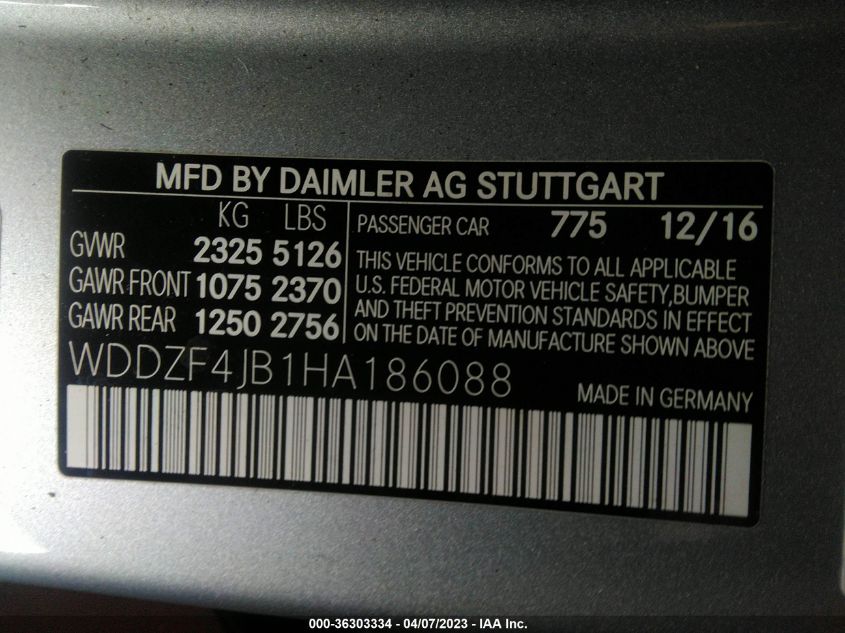 MFD BY DAIMLER AG STUTTGART
KG LBS
GVWR 2325 5126
GAWR FRONT 1075 2370
GAWR REAR 1250 2756
PASSENGER CAR 775 12/16
THIS VEHICLE CONFORMS TO ALL APPLICABLE
U.S. FEDERAL MOTOR VEHICLE SAFETY,BUMPER
AND THEFT PREVENTION STANDARDS IN EFFECT
ON THE DATE OF MANUFACTURE SHOWN ABOVE
WDDZF4JB1HA186088
MADE IN GERMANY
000-36303334 - 04/07/2023 - IAA Inc.